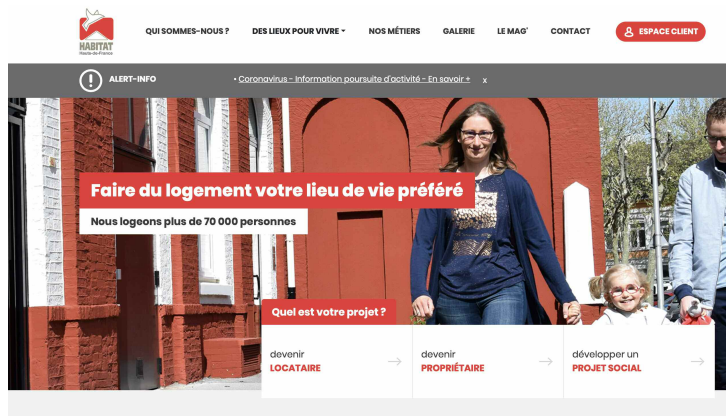 HABITAT
Hauts-de-France
QUI SOMMES-NOUS ?
DES LIEUX POUR VIVRE
NOS MÉTIERS
GALERIE
LE MAG'
CONTACT
ESPACE CLIENT
ALERT-INFO
• Coronavirus - Information poursuite d'activité - En savoir +
x
Faire du logement votre lieu de vie préféré
Nous logeons plus de 70 000 personnes
Quel est votre projet ?
devenir
LOCATAIRE
devenir
PROPRIÉTAIRE
développer un
PROJET SOCIAL